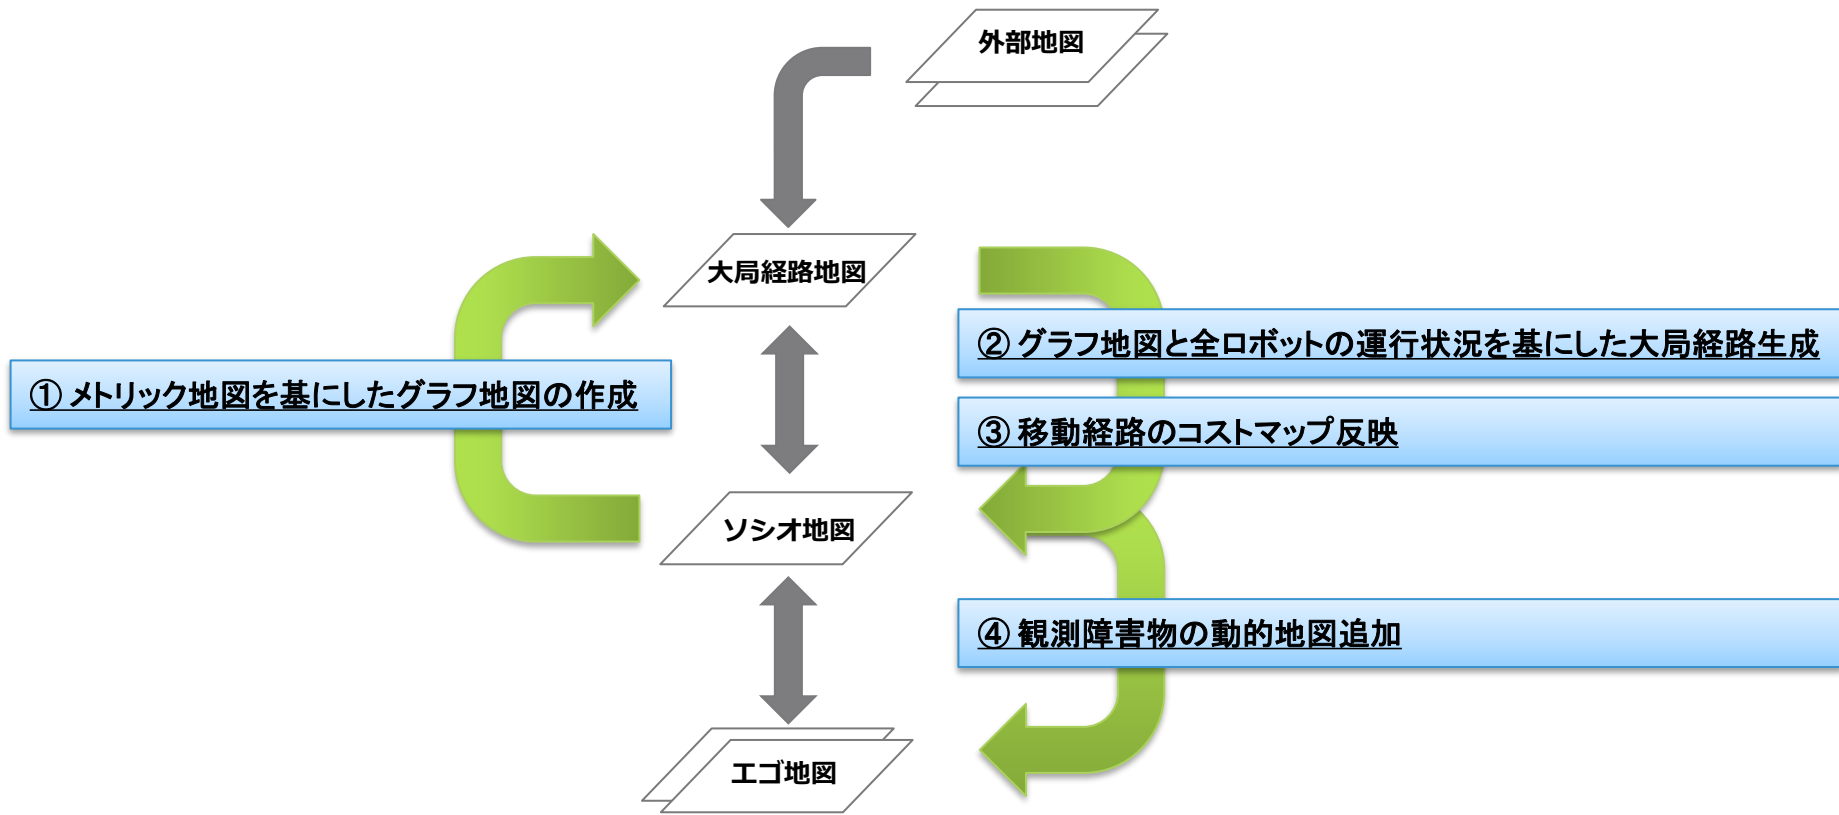 外部地図
大局経路地図
② グラフ地図と全ロボットの運行状況を基にした大局経路生成
① メトリック地図を基にしたグラフ地図の作成
③ 移動経路のコストマップ反映
ソシオ地図
④ 観測障害物の動的地図追加
エゴ地図